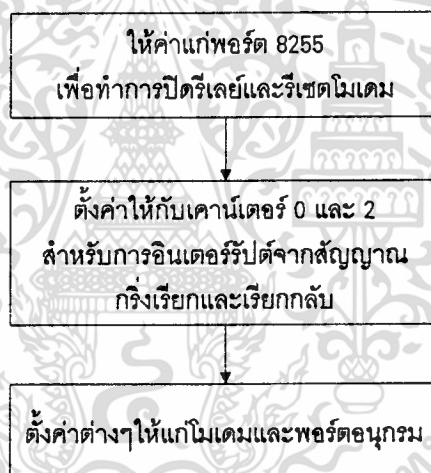 ให้ค่าแก่พอร์ต 8255
เพื่อทำการปิดรีเลย์และรีเซตโมเดม
ตั้งค่าให้กับเคาน์เตอร์ 0 และ 2
สำหรับการอินเตอร์รัปต์จากสัญญาณ
กริ่งเรียกและเรียกกลับ
ตั้งค่าต่างๆให้แก่โมเดมและพอร์ตอนุกรม